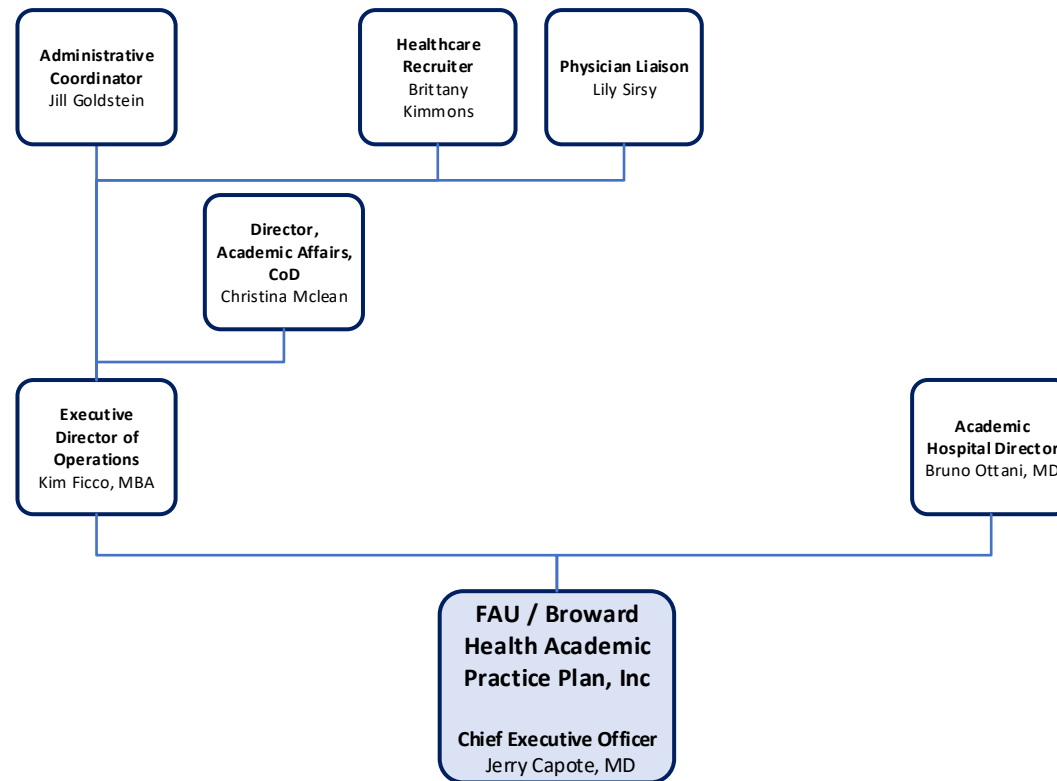 Administrative
Coordinator
Jill Goldstein
Healthcare
Recruiter
Brittany
Kimmons
Physician Liaison
Lily Sirsy
Director,
Academic Affairs,
CoD
Christina Mclean
Executive
Director of
Operations
Kim Ficco, MBA
Academic
Hospital Director
Bruno Ottani, MD
FAU / Broward
Health Academic
Practice Plan, Inc
Chief Executive Officer
Jerry Capote, MD